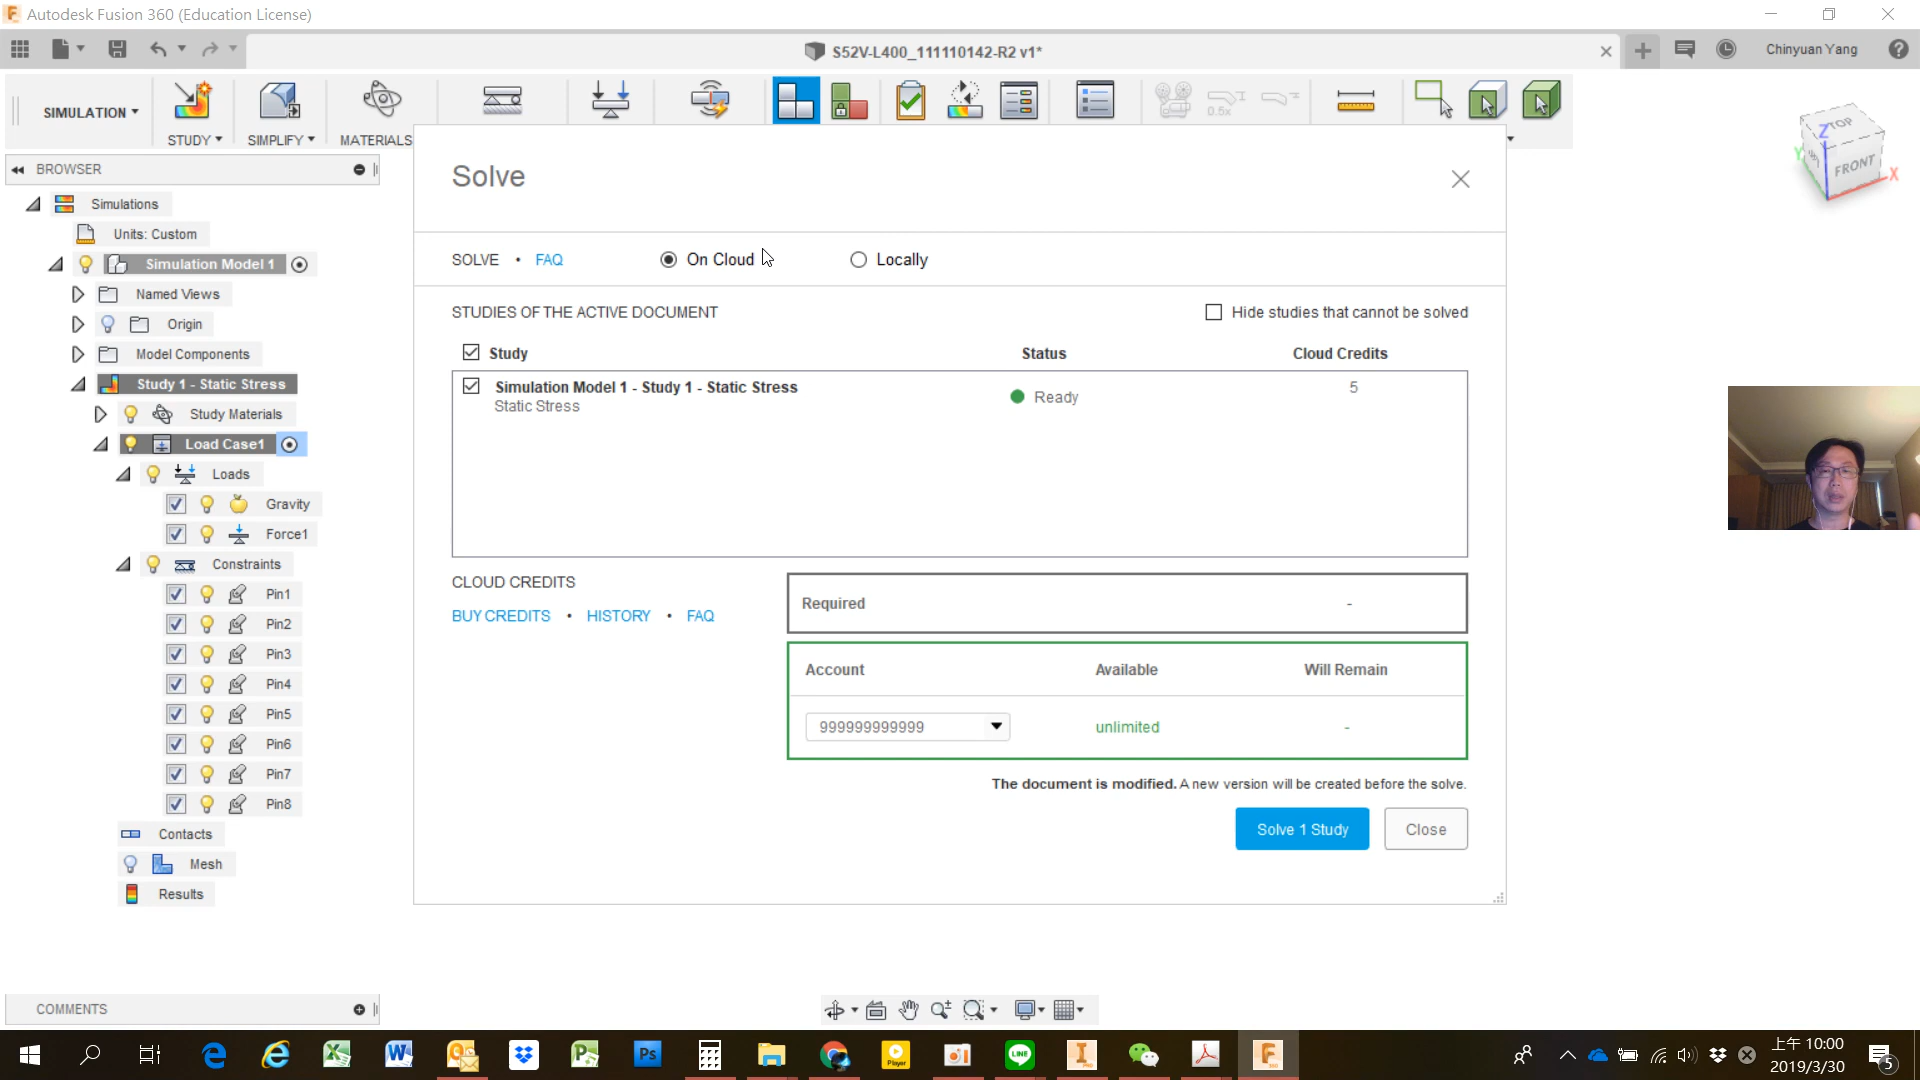 Autodesk Fusion 360 (Education License)
S52V-L400_111110142-R2 v1*
Chinyuan Yang
SIMULATION
STUDY
SIMPLIFY
MATERIALS
0.5x
TOP
FRONT
Z
Y
X
BROWSER
Simulations
Units: Custom
Simulation Model 1
Named Views
Origin
Model Components
Study 1 - Static Stress
Study Materials
Load Case1
Loads
Gravity
Force1
Constraints
Pin1
Pin2
Pin3
Pin4
Pin5
Pin6
Pin7
Pin8
Contacts
Mesh
Results
Solve
SOLVE • FAQ On Cloud Locally
STUDIES OF THE ACTIVE DOCUMENT Hide studies that cannot be solved
Study Status Cloud Credits
Simulation Model 1 - Study 1 - Static Stress 5
Static Stress Ready
CLOUD CREDITS
BUY CREDITS • HISTORY • FAQ
Required -
Account Available Will Remain
999999999999 unlimited -
The document is modified. A new version will be created before the solve.
Solve 1 Study Close
COMMENTS
Ps
Player
LINE
上午 10:00
2019/3/30
5